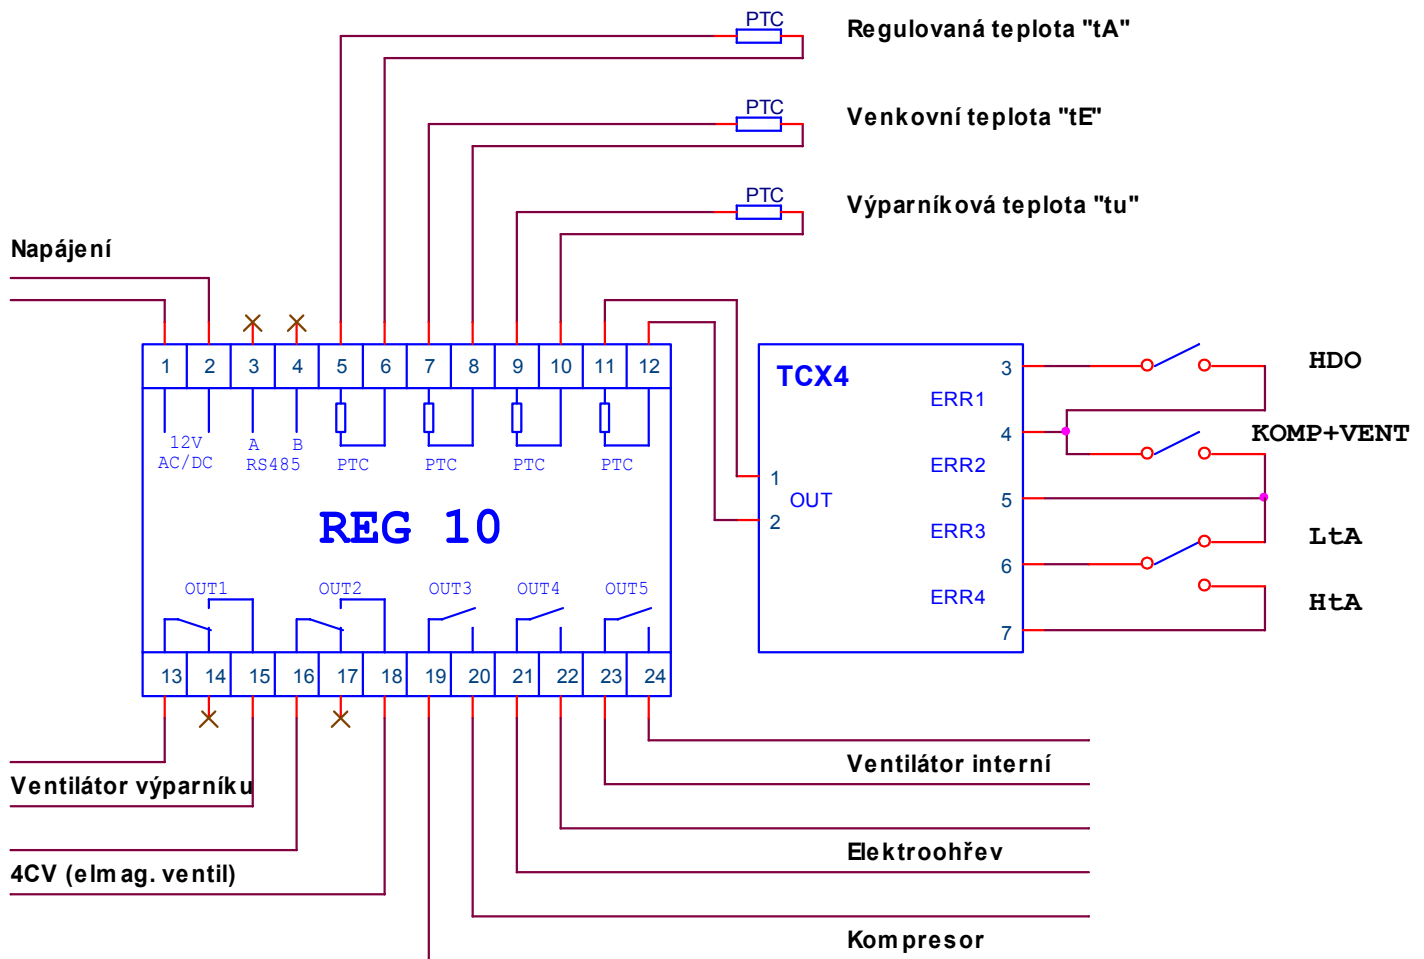 PTC
Regulovaná teplota "tA"
PTC
Venkovní teplota "tE"
PTC
Výparníková teplota "tu"
Napájení
1 2 3 4 5 6 7 8 9 10 11 12
12V
AC/DC
A B
RS485
PTC PTC PTC PTC
REG 10
OUT1 OUT2 OUT3 OUT4 OUT5
13 14 15 16 17 18 19 20 21 22 23 24
TCX4
1
OUT
2
3
ERR1
4
ERR2
5
ERR3
6
ERR4
7
HDO
KOMP+VENT
LtA
HtA
Ventilátor výparníku
4CV (elmag. ventil)
Ventilátor interní
Elektroohřev
Kompresor